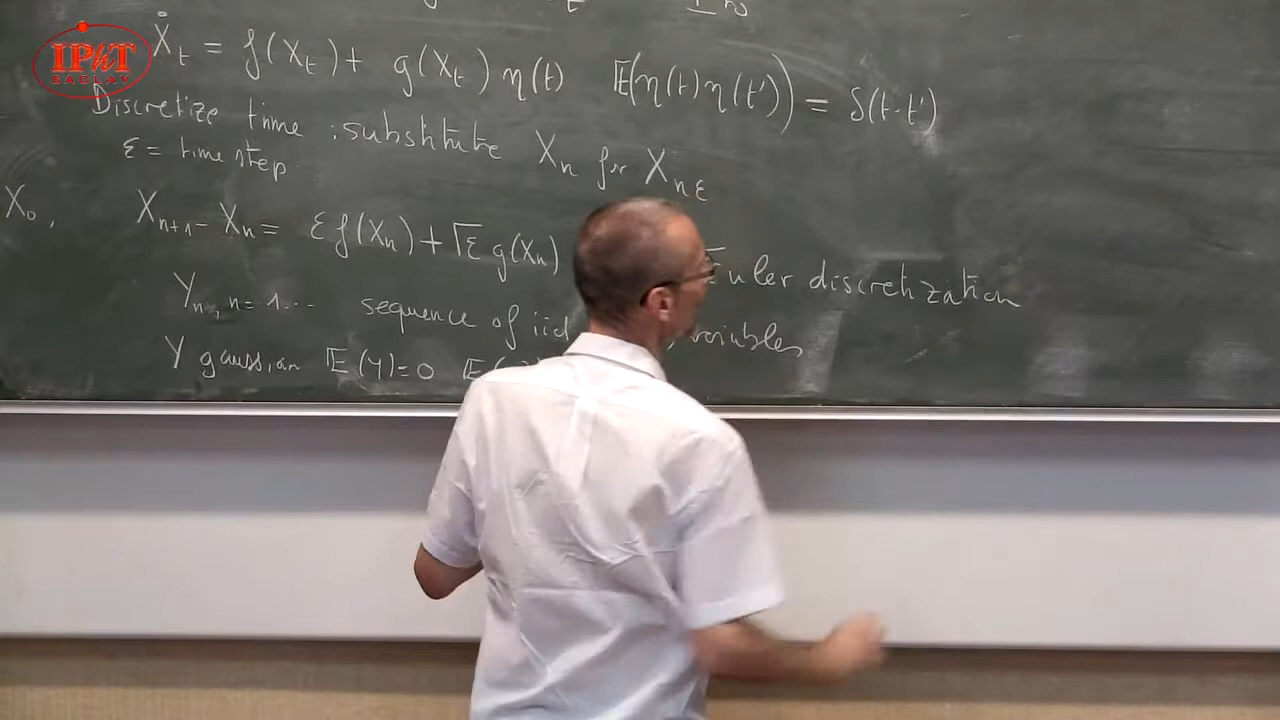 IPhT
SACLAY
Ẋ_t = f(X_t) + g(X_t) η(t) 𝔼(η(t) η(t')) = δ(t-t')
Discretize time : substitute X_n for X_{nε}
ε = time step
X_0, X_{n+1} - X_n = ε f(X_n) + √ε g(X_n) Euler discretization
Y_n, n=1... sequence of iid variables
Y gaussian 𝔼(Y)=0 𝔼(